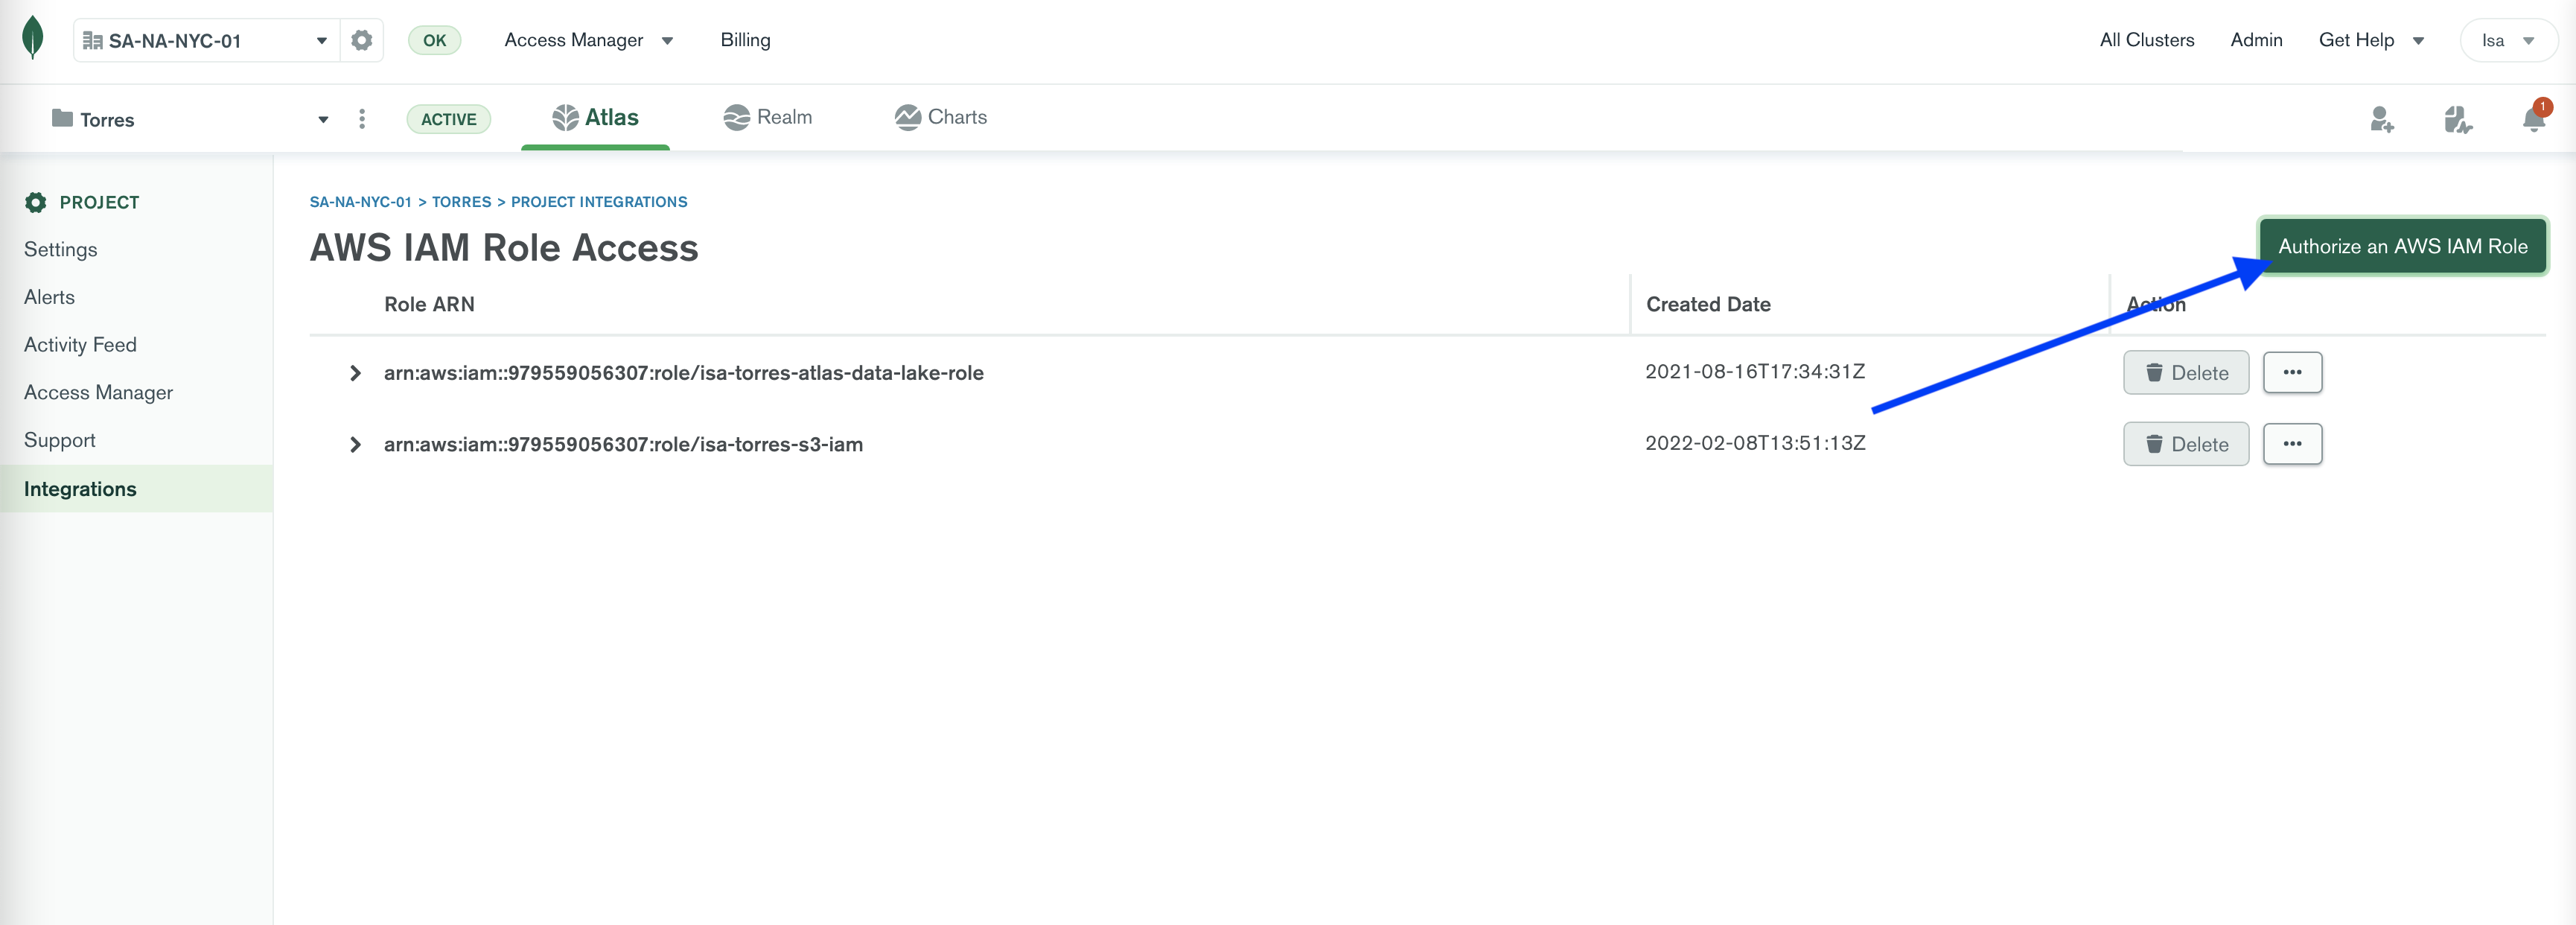 SA-NA-NYC-01
OK
Access Manager
Billing
All Clusters
Admin
Get Help
Isa
Torres
ACTIVE
Atlas
Realm
Charts
1
PROJECT
Settings
Alerts
Activity Feed
Access Manager
Support
Integrations
SA-NA-NYC-01 > TORRES > PROJECT INTEGRATIONS
AWS IAM Role Access
Authorize an AWS IAM Role
Role ARN
Created Date
Action
arn:aws:iam::979559056307:role/isa-torres-atlas-data-lake-role
2021-08-16T17:34:31Z
Delete
arn:aws:iam::979559056307:role/isa-torres-s3-iam
2022-02-08T13:51:13Z
Delete